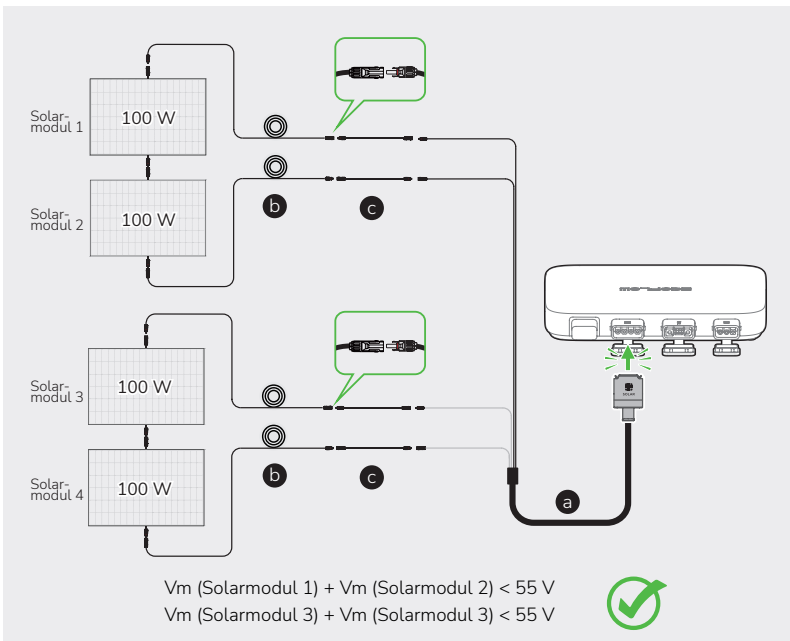 Solar-
modul 1
100 W
b
c
Solar-
modul 2
100 W
Solar-
modul 3
100 W
b
c
Solar-
modul 4
100 W
SOLAR
a
Vm (Solarmodul 1) + Vm (Solarmodul 2) < 55 V
Vm (Solarmodul 3) + Vm (Solarmodul 3) < 55 V